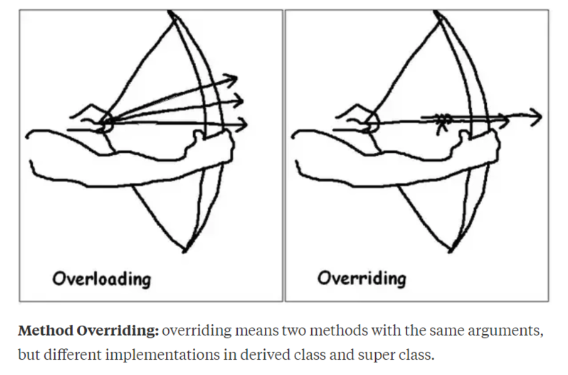 Overloading
Overriding
Method Overriding: overriding means two methods with the same arguments,
but different implementations in derived class and super class.